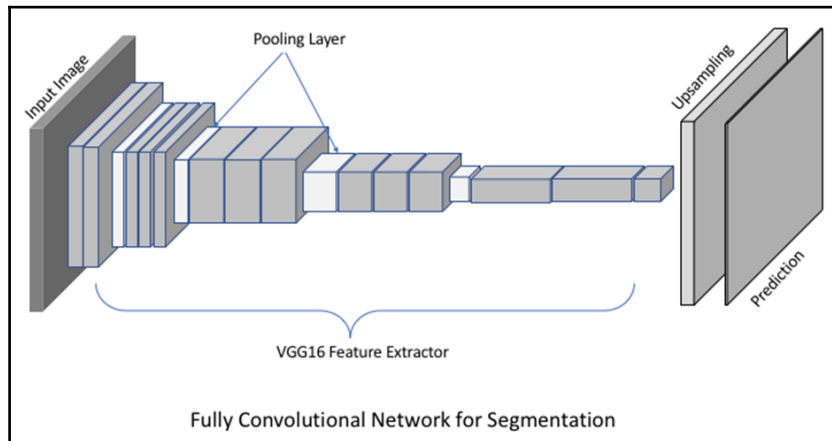 Pooling Layer
Input Image
Upsampling
Prediction
VGG16 Feature Extractor
Fully Convolutional Network for Segmentation